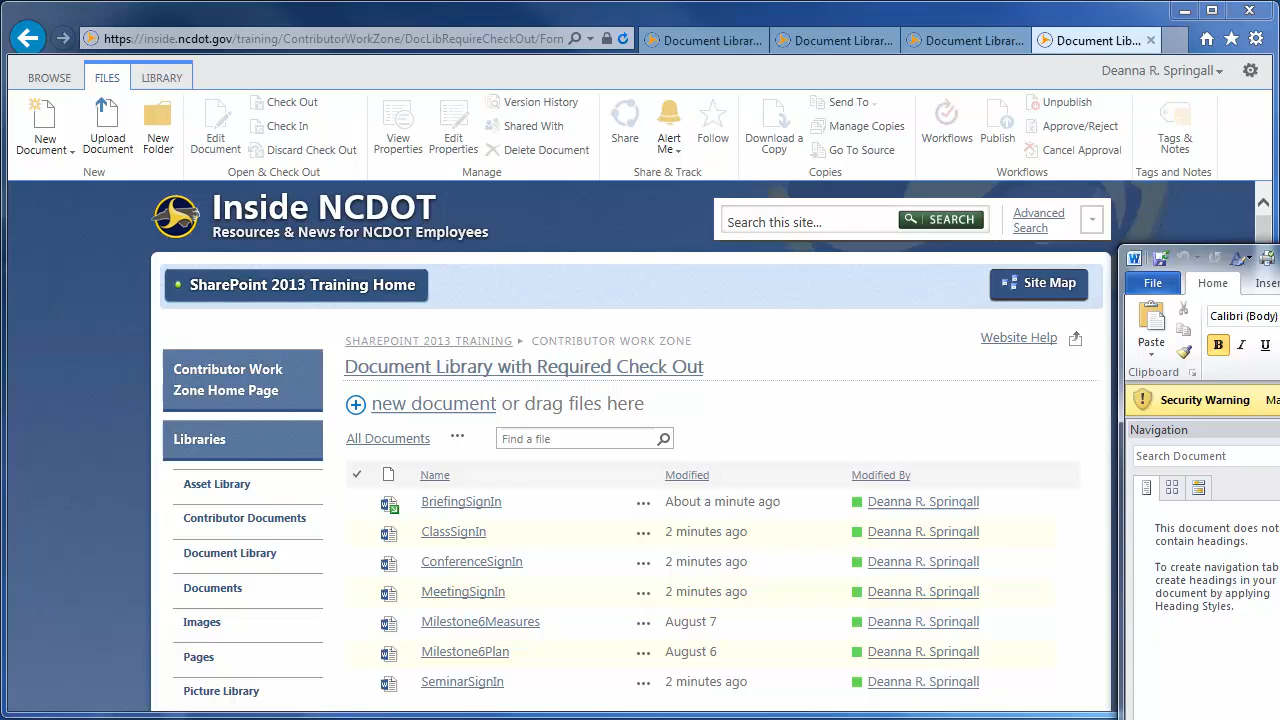 https://inside.ncdot.gov/training/ContributorWorkZone/DocLibRequireCheckOut/Form
Document Librar...
Document Librar...
Document Librar...
Document Lib...
BROWSE
FILES
LIBRARY
Deanna R. Springall
New Document
Upload Document
New Folder
Edit Document
Check Out
Check In
Discard Check Out
View Properties
Edit Properties
Version History
Shared With
Delete Document
Share
Alert Me
Follow
Download a Copy
Send To
Manage Copies
Go To Source
Workflows
Publish
Unpublish
Approve/Reject
Cancel Approval
Tags & Notes
New
Open & Check Out
Manage
Share & Track
Copies
Workflows
Tags and Notes
Inside NCDOT
Resources & News for NCDOT Employees
Search this site...
SEARCH
Advanced Search
SharePoint 2013 Training Home
Site Map
SHAREPOINT 2013 TRAINING ▸ CONTRIBUTOR WORK ZONE
Website Help
Document Library with Required Check Out
new document or drag files here
All Documents
...
Find a file
Name Modified Modified By
BriefingSignIn ... About a minute ago Deanna R. Springall
ClassSignIn ... 2 minutes ago Deanna R. Springall
ConferenceSignIn ... 2 minutes ago Deanna R. Springall
MeetingSignIn ... 2 minutes ago Deanna R. Springall
Milestone6Measures ... August 7 Deanna R. Springall
Milestone6Plan ... August 6 Deanna R. Springall
SeminarSignIn ... 2 minutes ago Deanna R. Springall
Contributor Work
Zone Home Page
Libraries
Asset Library
Contributor Documents
Document Library
Documents
Images
Pages
Picture Library
File
Home
Inser
Paste
Calibri (Body)
B I U
Clipboard
Security Warning Ma
Navigation
Search Document
This document does not
contain headings.
To create navigation tab
create headings in your
document by applying
Heading Styles.